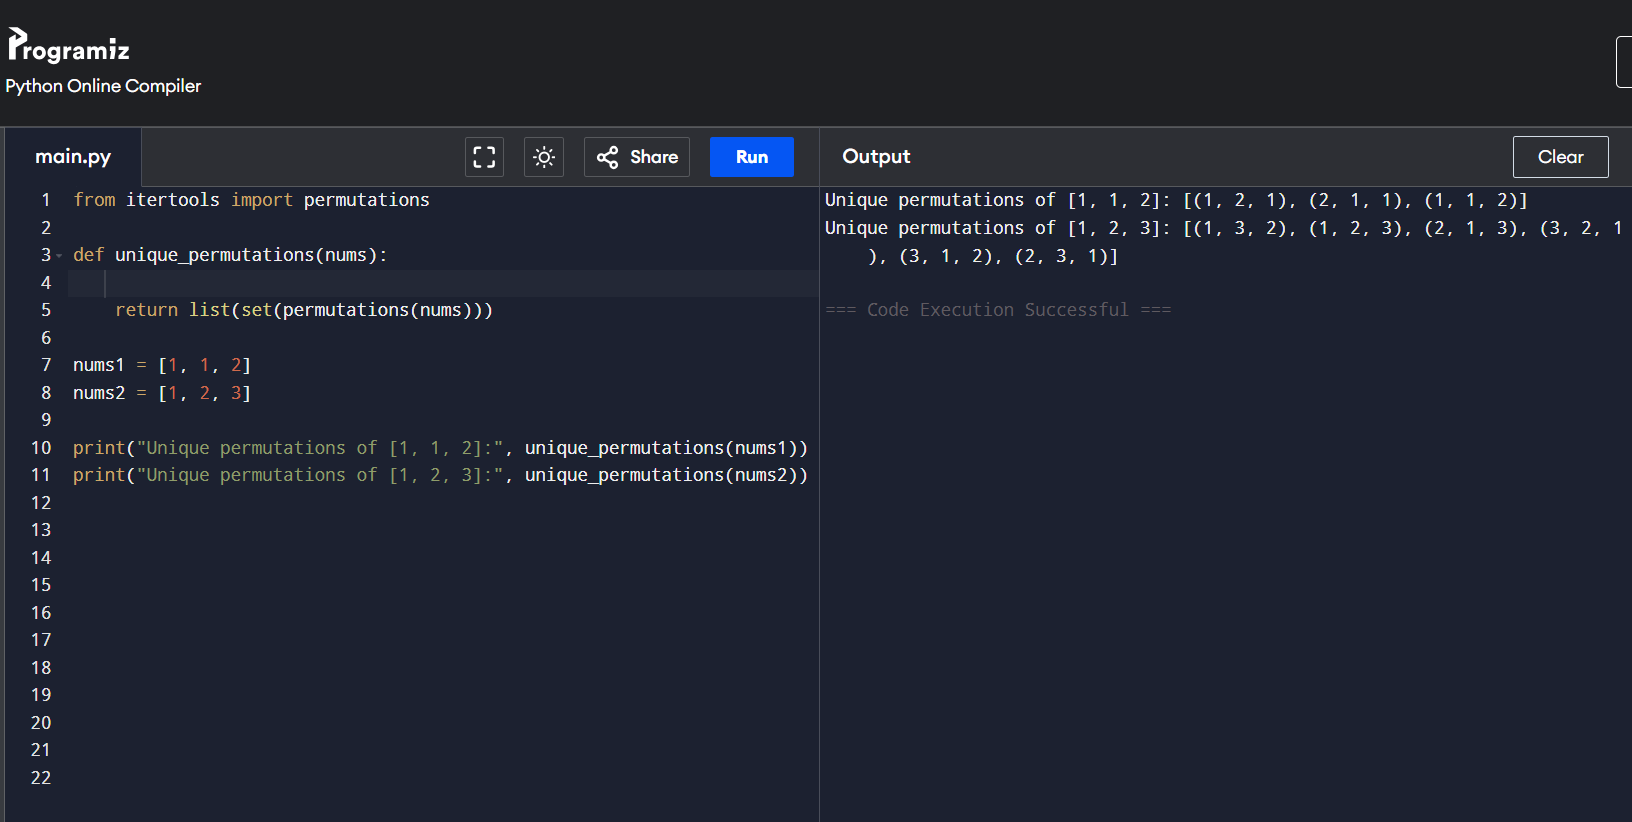 Programiz
Python Online Compiler
main.py
Share
Run
Output
Clear
1 from itertools import permutations
2
3 def unique_permutations(nums):
4
5     return list(set(permutations(nums)))
6
7 nums1 = [1, 1, 2]
8 nums2 = [1, 2, 3]
9
10 print("Unique permutations of [1, 1, 2]:", unique_permutations(nums1))
11 print("Unique permutations of [1, 2, 3]:", unique_permutations(nums2))
12
13
14
15
16
17
18
19
20
21
22
Unique permutations of [1, 1, 2]: [(1, 2, 1), (2, 1, 1), (1, 1, 2)]
Unique permutations of [1, 2, 3]: [(1, 3, 2), (1, 2, 3), (2, 1, 3), (3, 2, 1
), (3, 1, 2), (2, 3, 1)]
=== Code Execution Successful ===